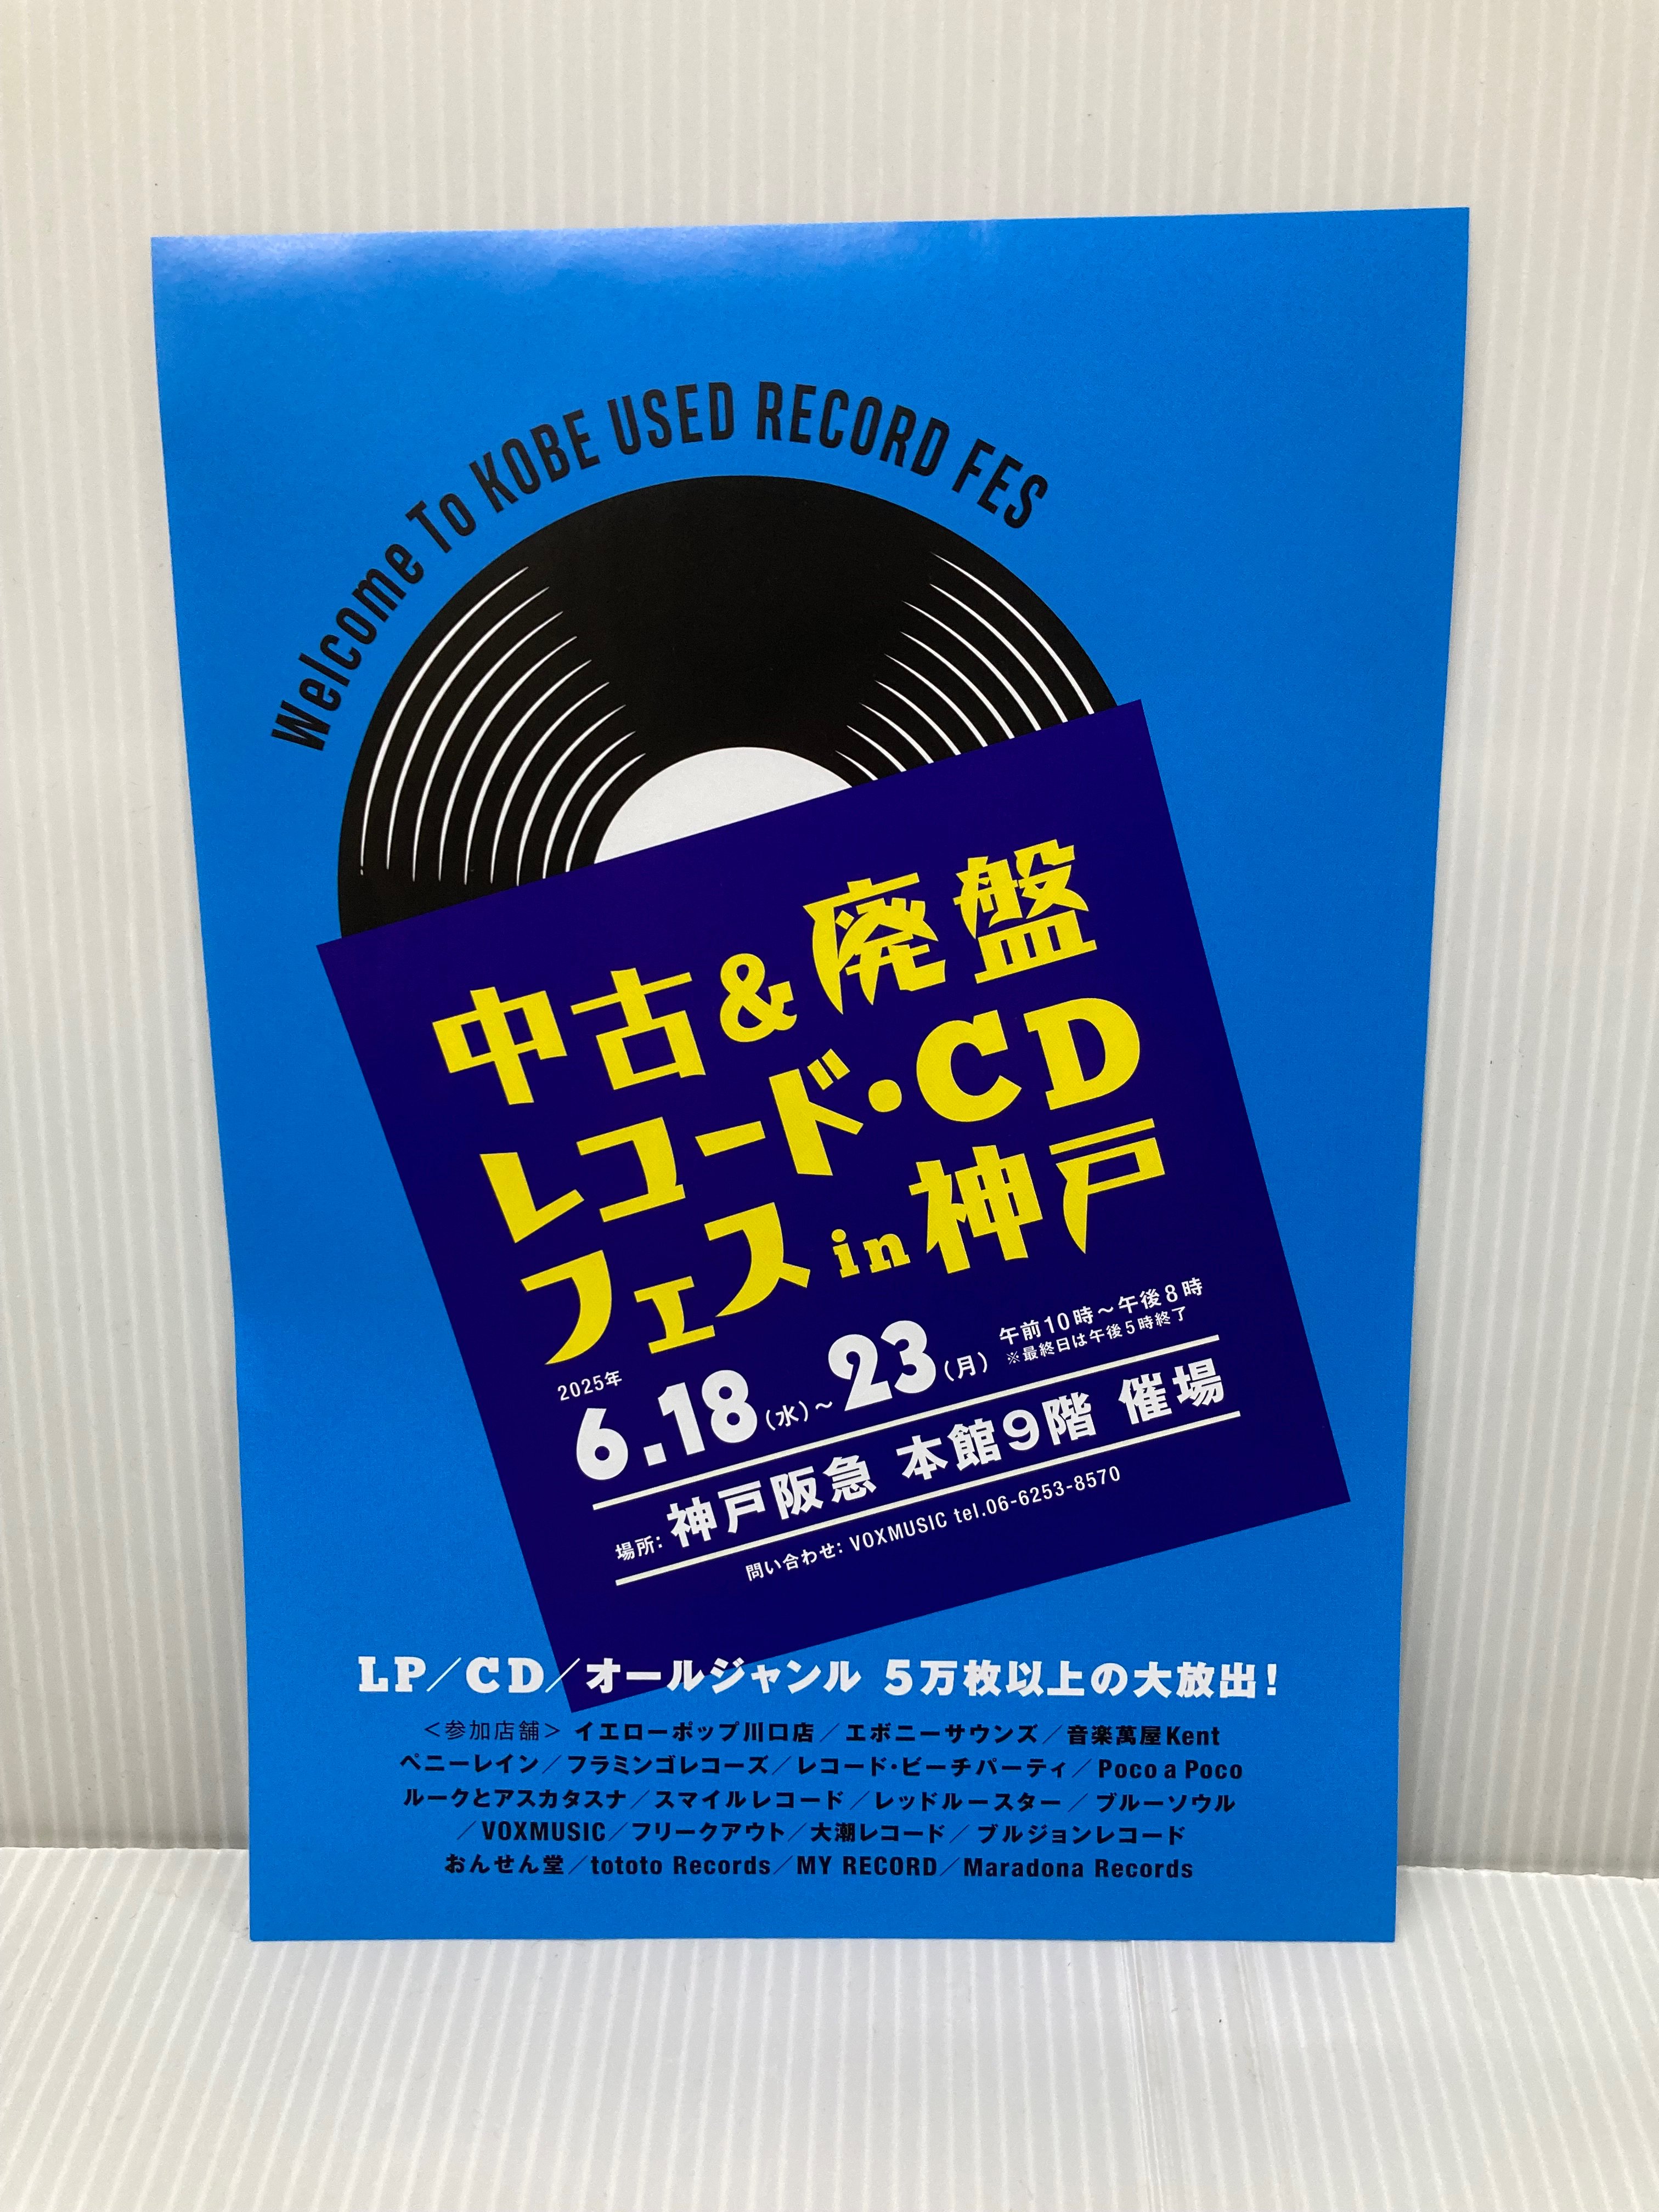 Welcome To KOBE USED RECORD FES
中古&廃盤
レコード・CD
フェス in 神戸
2025年
6.18(水)~23(月)
午前10時~午後8時
※最終日は午後5時終了
場所: 神戸阪急 本館9階 催場
問い合わせ: VOXMUSIC tel.06-6253-8570
LP/CD/オールジャンル 5万枚以上の大放出!
<参加店舗> イエローポップ川口店/エボニーサウンズ/音楽萬屋Kent
ペニーレイン/フラミンゴレコーズ/レコード・ビーチパーティ/Poco a Poco
ルークとアスカタスナ/スマイルレコード/レッドルースター/ブルーソウル
/VOXMUSIC/フリークアウト/大潮レコード/ブルジョンレコード
おんせん堂/tototo Records/MY RECORD/Maradona Records